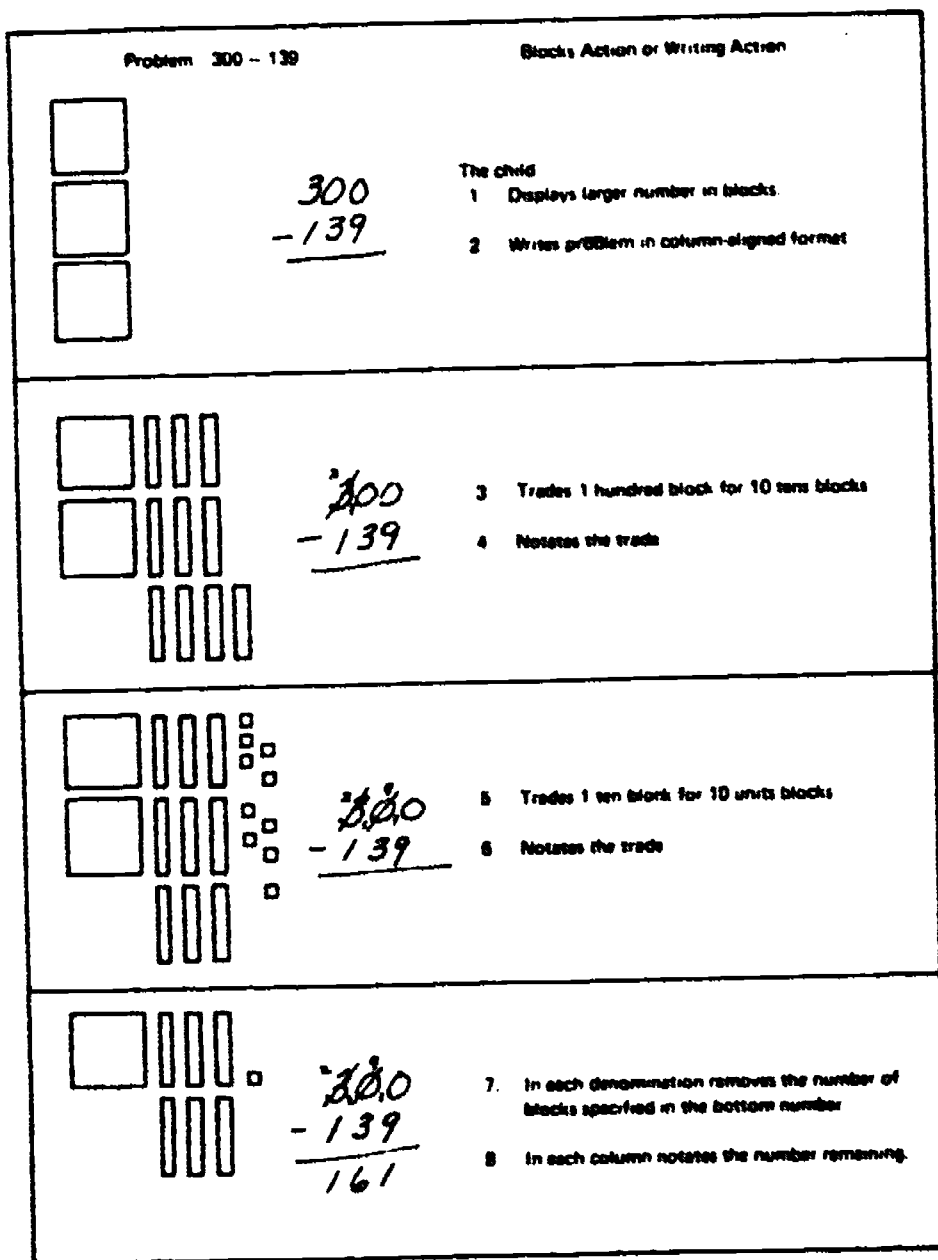 Problem 300 – 139
Blocks Action or Writing Action
300
- 139
The child
1 Displays larger number in blocks.
2 Writes problem in column-aligned format
2
300
- 139
3 Trades 1 hundred block for 10 tens blocks
4 Notates the trade
2 9
300
- 139
5 Trades 1 ten blonk for 10 units blocks
6 Notates the trade
2 9
300
- 139
161
7. In each denomination removes the number of
blocks specified in the bottom number
8 In each column notates the number remaining.